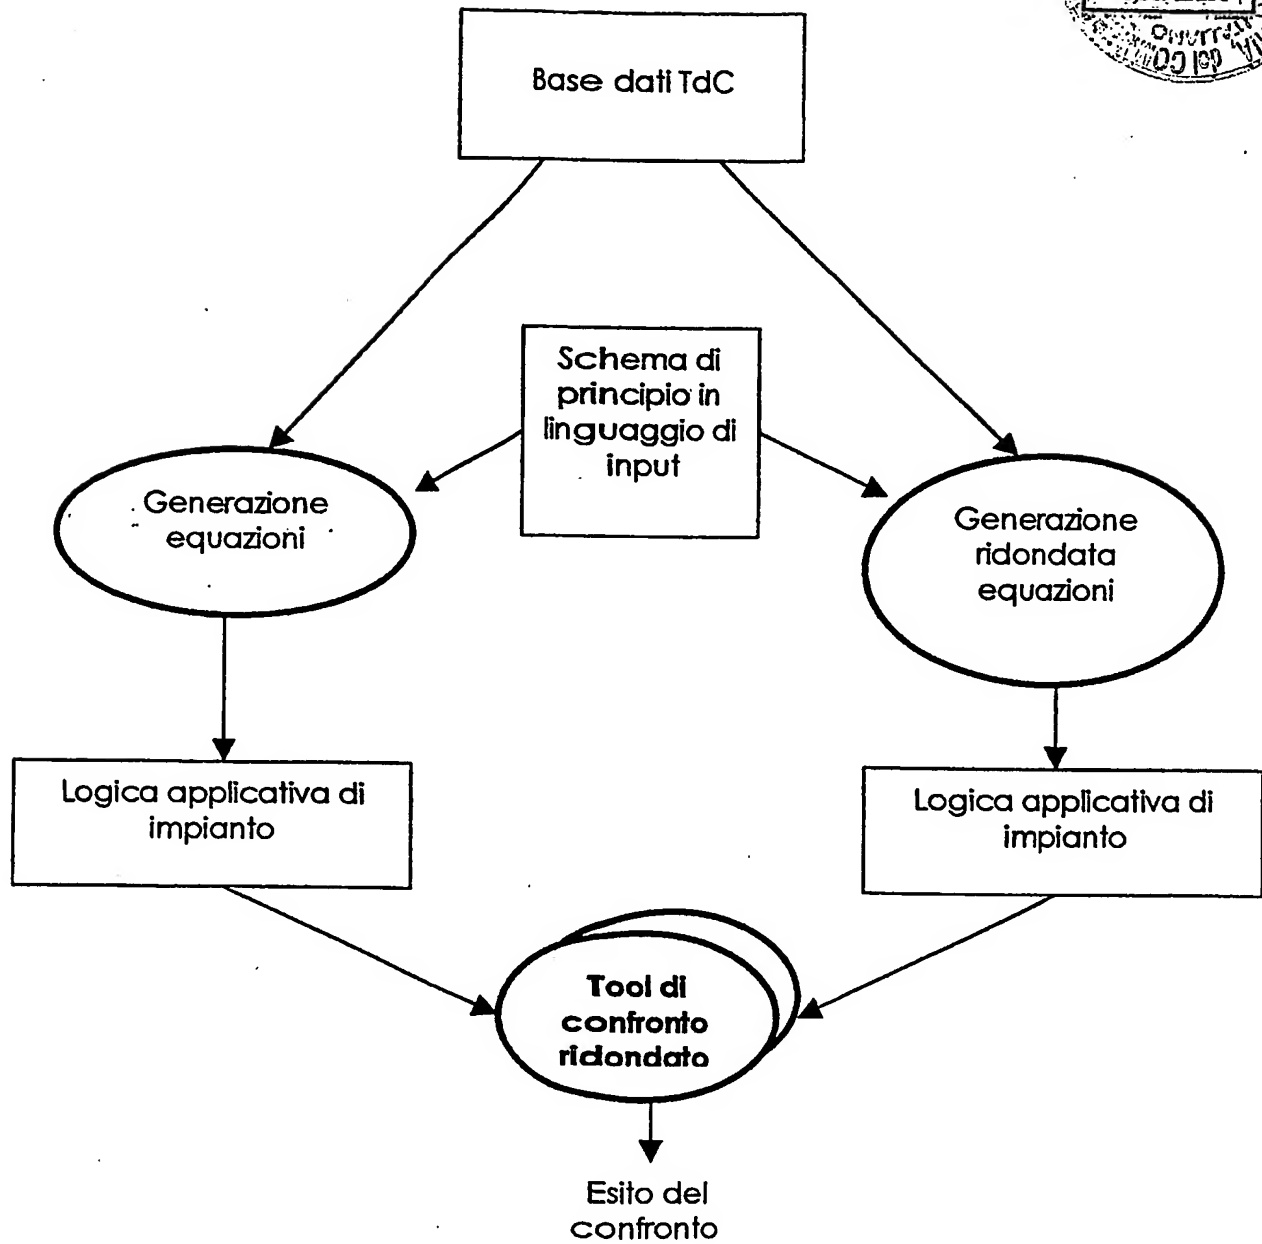 Base dati TdC
Schema di
principio in
linguaggio di
input
Generazione
equazioni
Generazione
ridondata
equazioni
Logica applicativa di
impianto
Logica applicativa di
impianto
Tool di
confronto
ridondato
Esito del
confronto